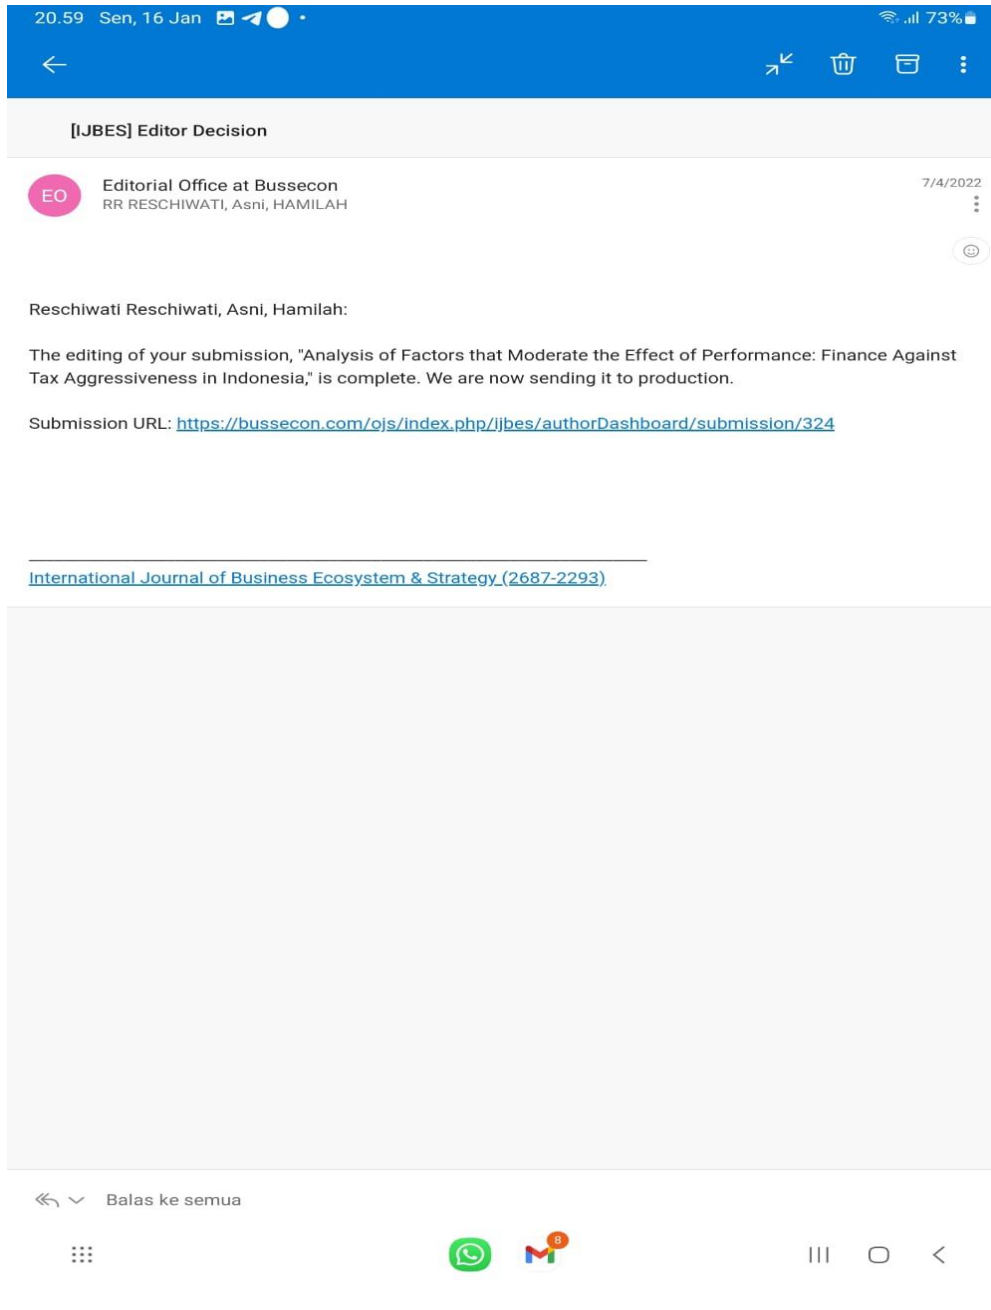 20.59 Sen, 16 Jan
73%
[IJBES] Editor Decision
EO
Editorial Office at Bussecon
7/4/2022
RR RESCHIWATI, Asni, HAMILAH
Reschiwati Reschiwati, Asni, Hamilah:
The editing of your submission, "Analysis of Factors that Moderate the Effect of Performance: Finance Against
Tax Aggressiveness in Indonesia," is complete. We are now sending it to production.
Submission URL: https://bussecon.com/ojs/index.php/ijbes/authorDashboard/submission/324
International Journal of Business Ecosystem & Strategy (2687-2293)
Balas ke semua
8